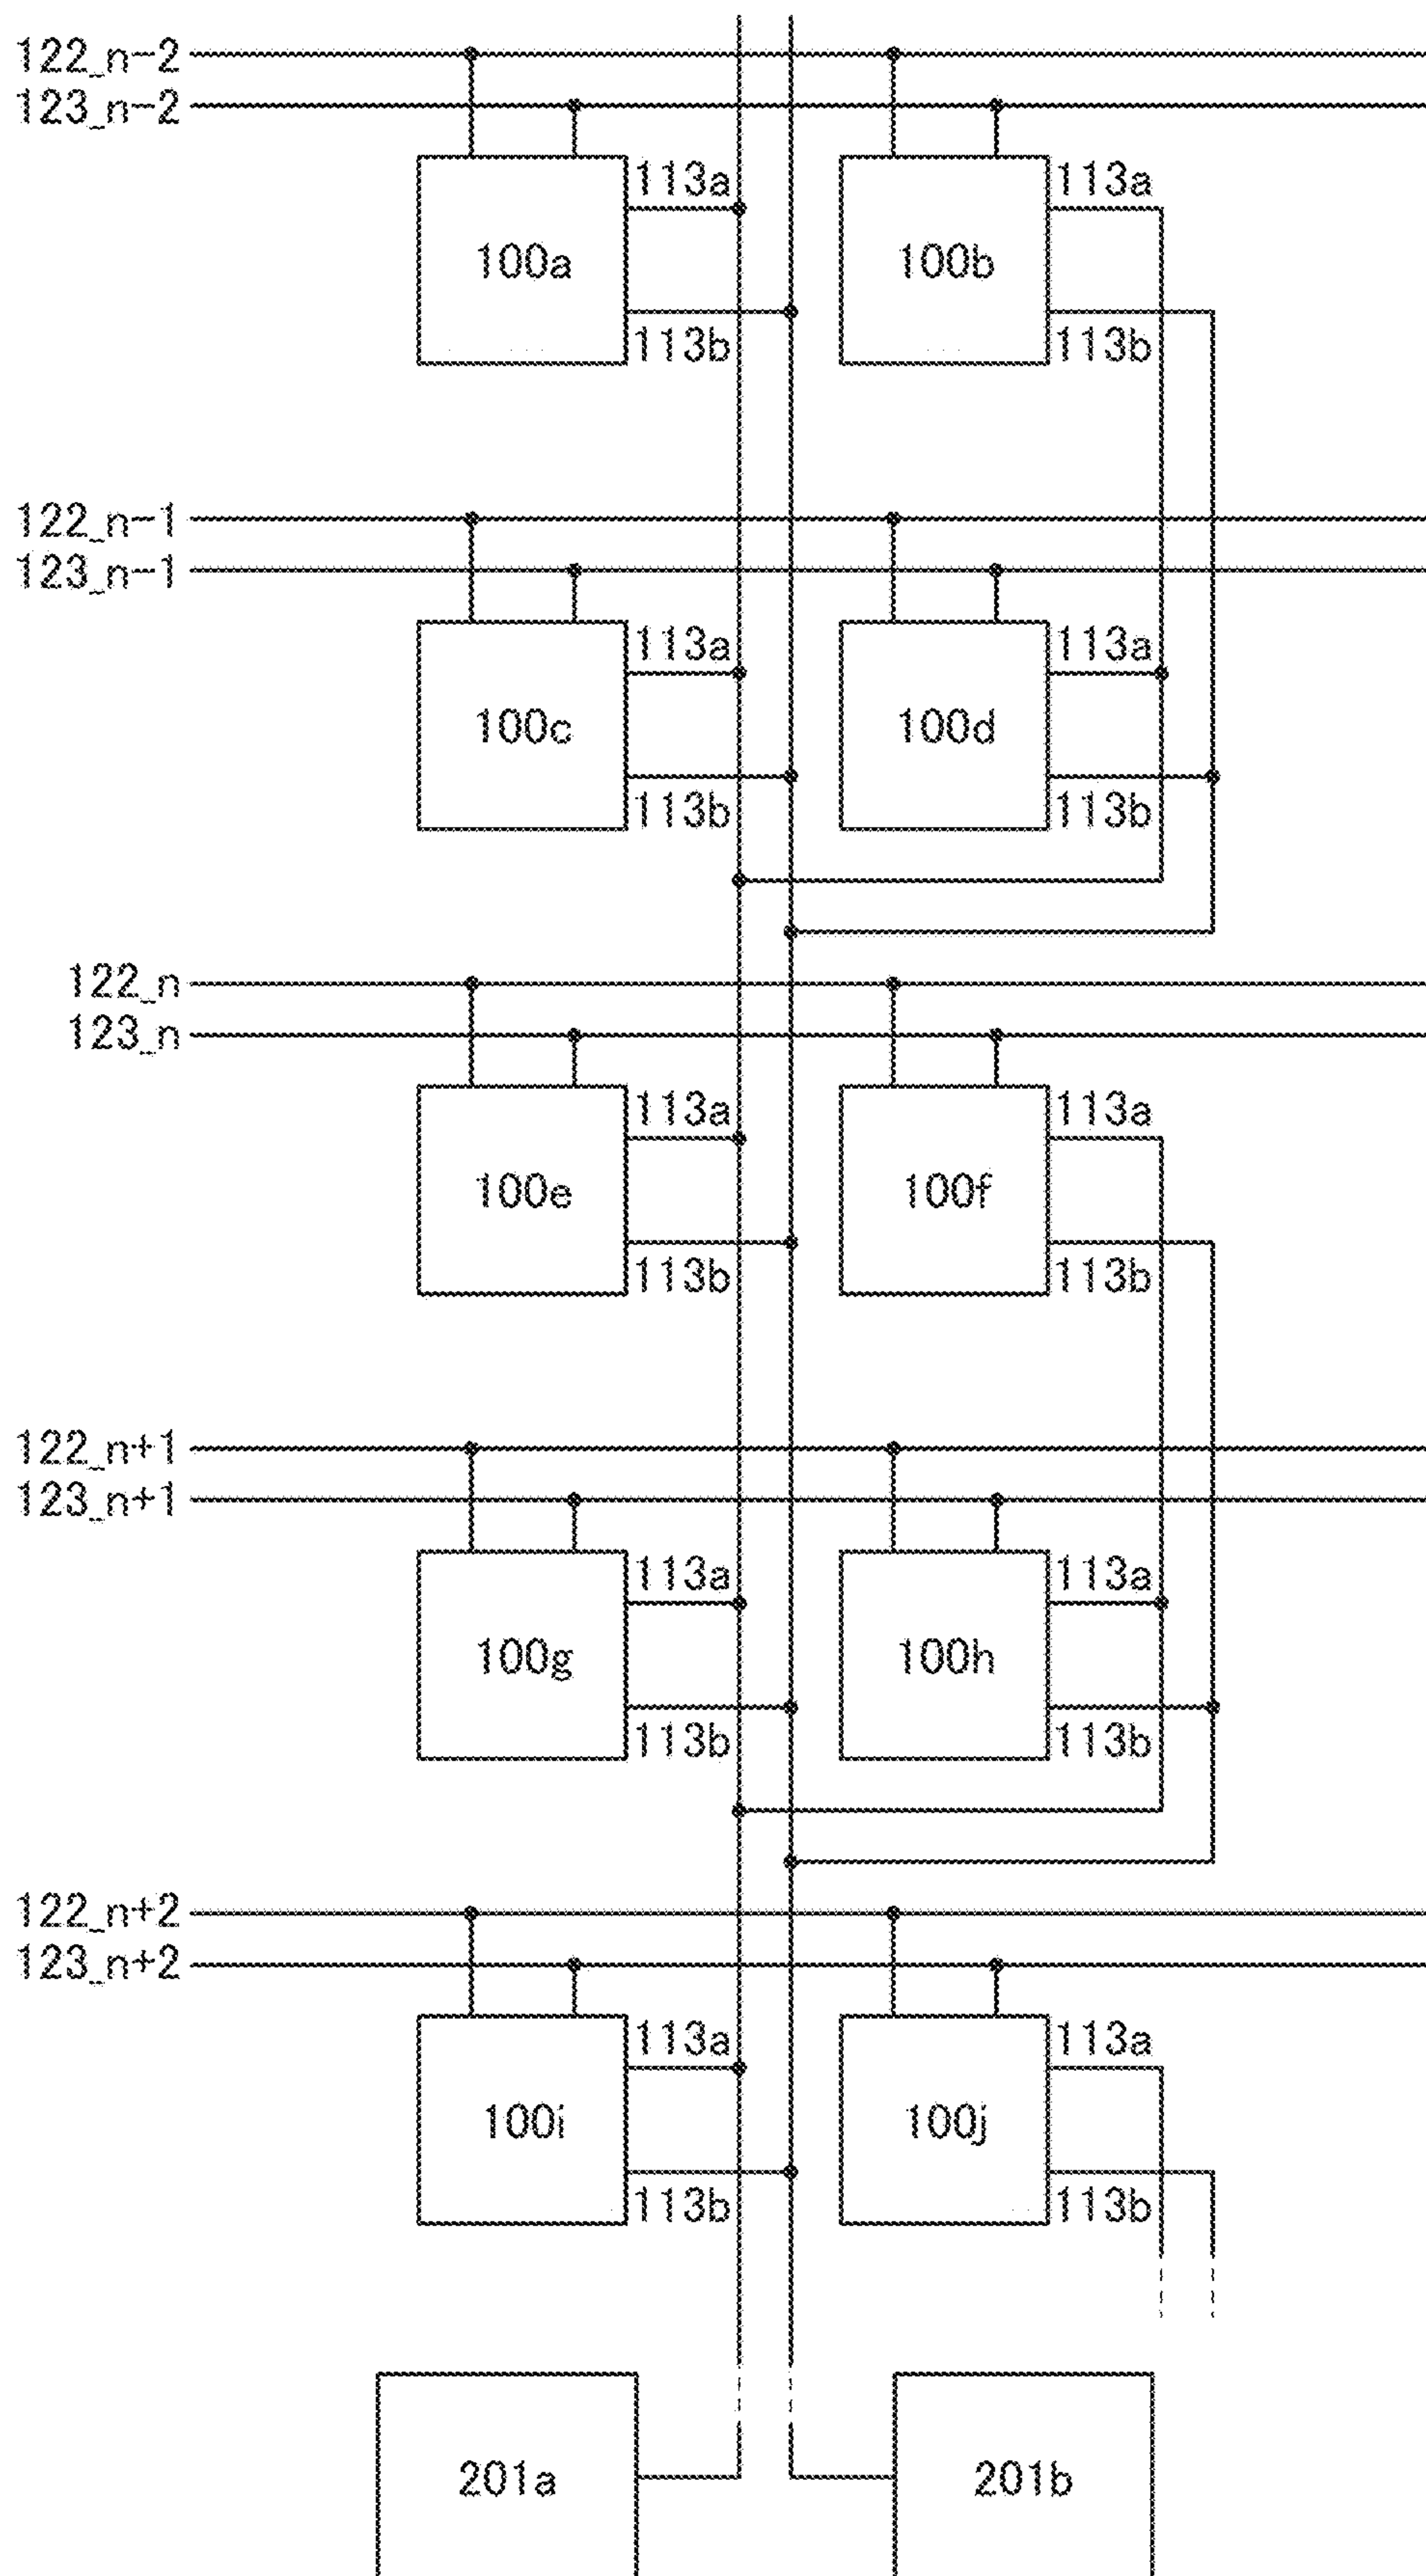 122_n-2
123_n-2
113a 113a
100a 100b
113b 113b
122_n-1
123_n-1
113a 113a
100c 100d
113b 113b
122_n
123_n
113a 113a
100e 100f
113b 113b
122_n+1
123_n+1
113a 113a
100g 100h
113b 113b
122_n+2
123_n+2
113a 113a
100i 100j
113b 113b
201a 201b